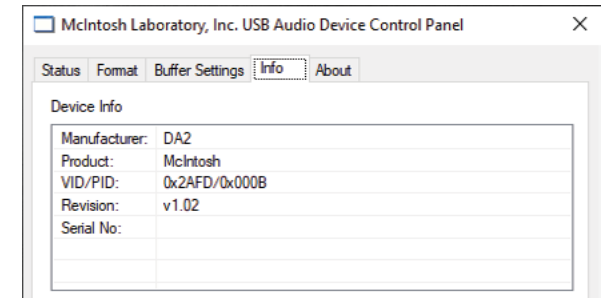 McIntosh Laboratory, Inc. USB Audio Device Control Panel
Status Format Buffer Settings Info About
Device Info
Manufacturer: DA2
Product: McIntosh
VID/PID: 0x2AFD/0x000B
Revision: v1.02
Serial No: